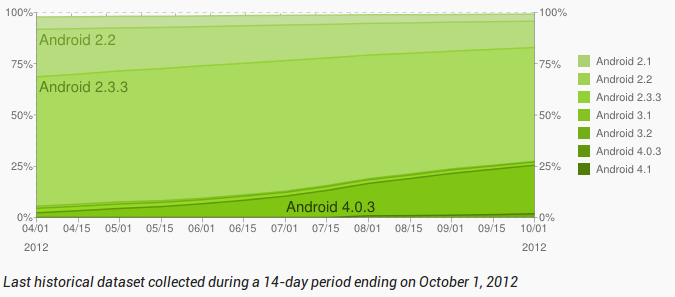 100%
100%
Android 2.2
Android 2.1
Android 2.2
75%
Android 2.3.3
75%
Android 2.3.3
Android 3.1
50%
50%
Android 3.2
Android 4.0.3
25%
25%
Android 4.1
Android 4.0.3
0%
0%
04/01 04/15 05/01 05/15 06/01 06/15 07/01 07/15 08/01 08/15 09/01 09/15 10/01
2012 2012
Last historical dataset collected during a 14-day period ending on October 1, 2012